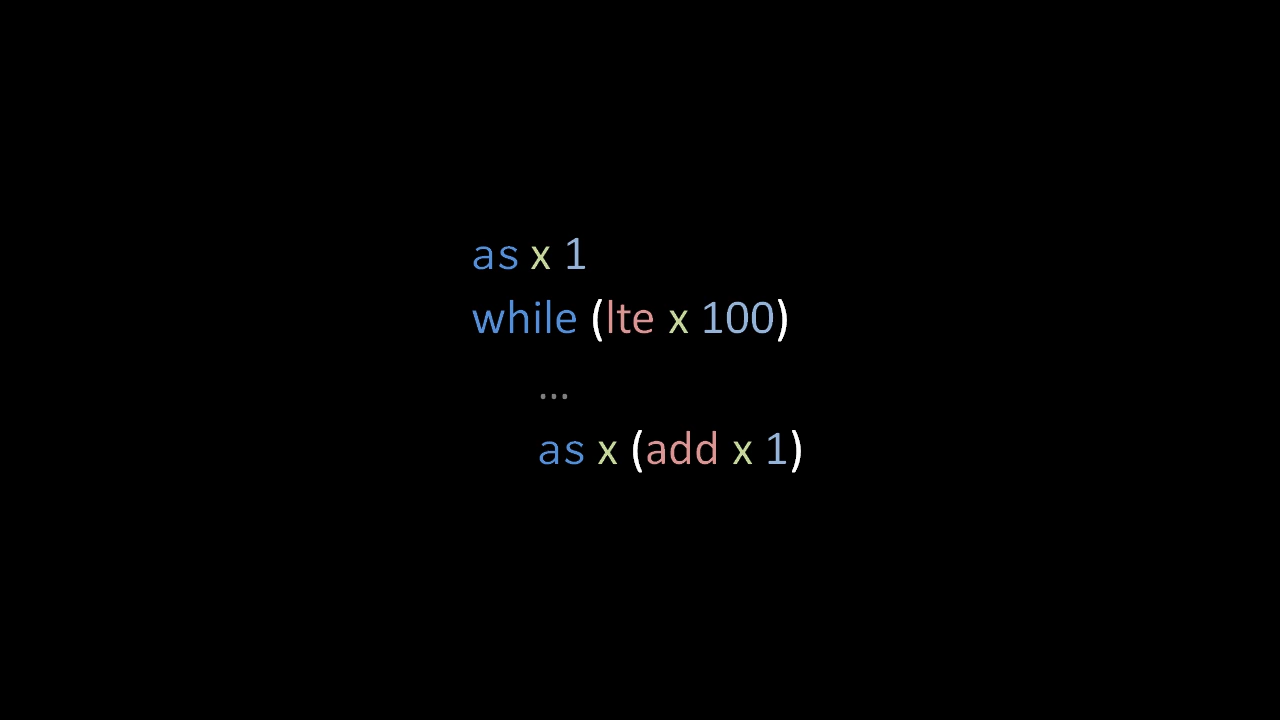 as x 1
while (lte x 100)
...
as x (add x 1)